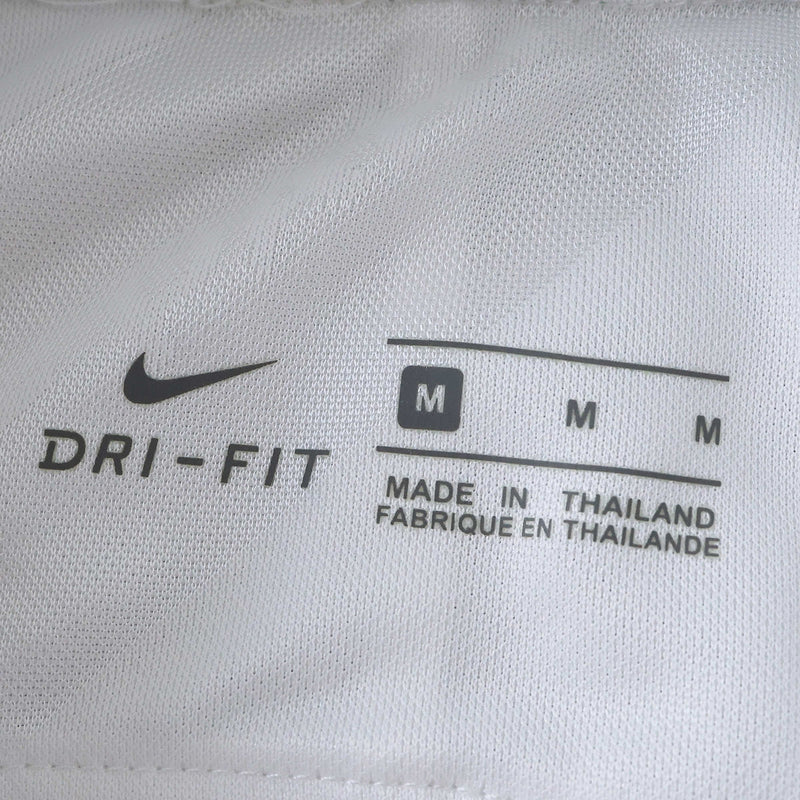 DRI-FIT
M M M
MADE IN THAILAND
FABRIQUE EN THAILANDE